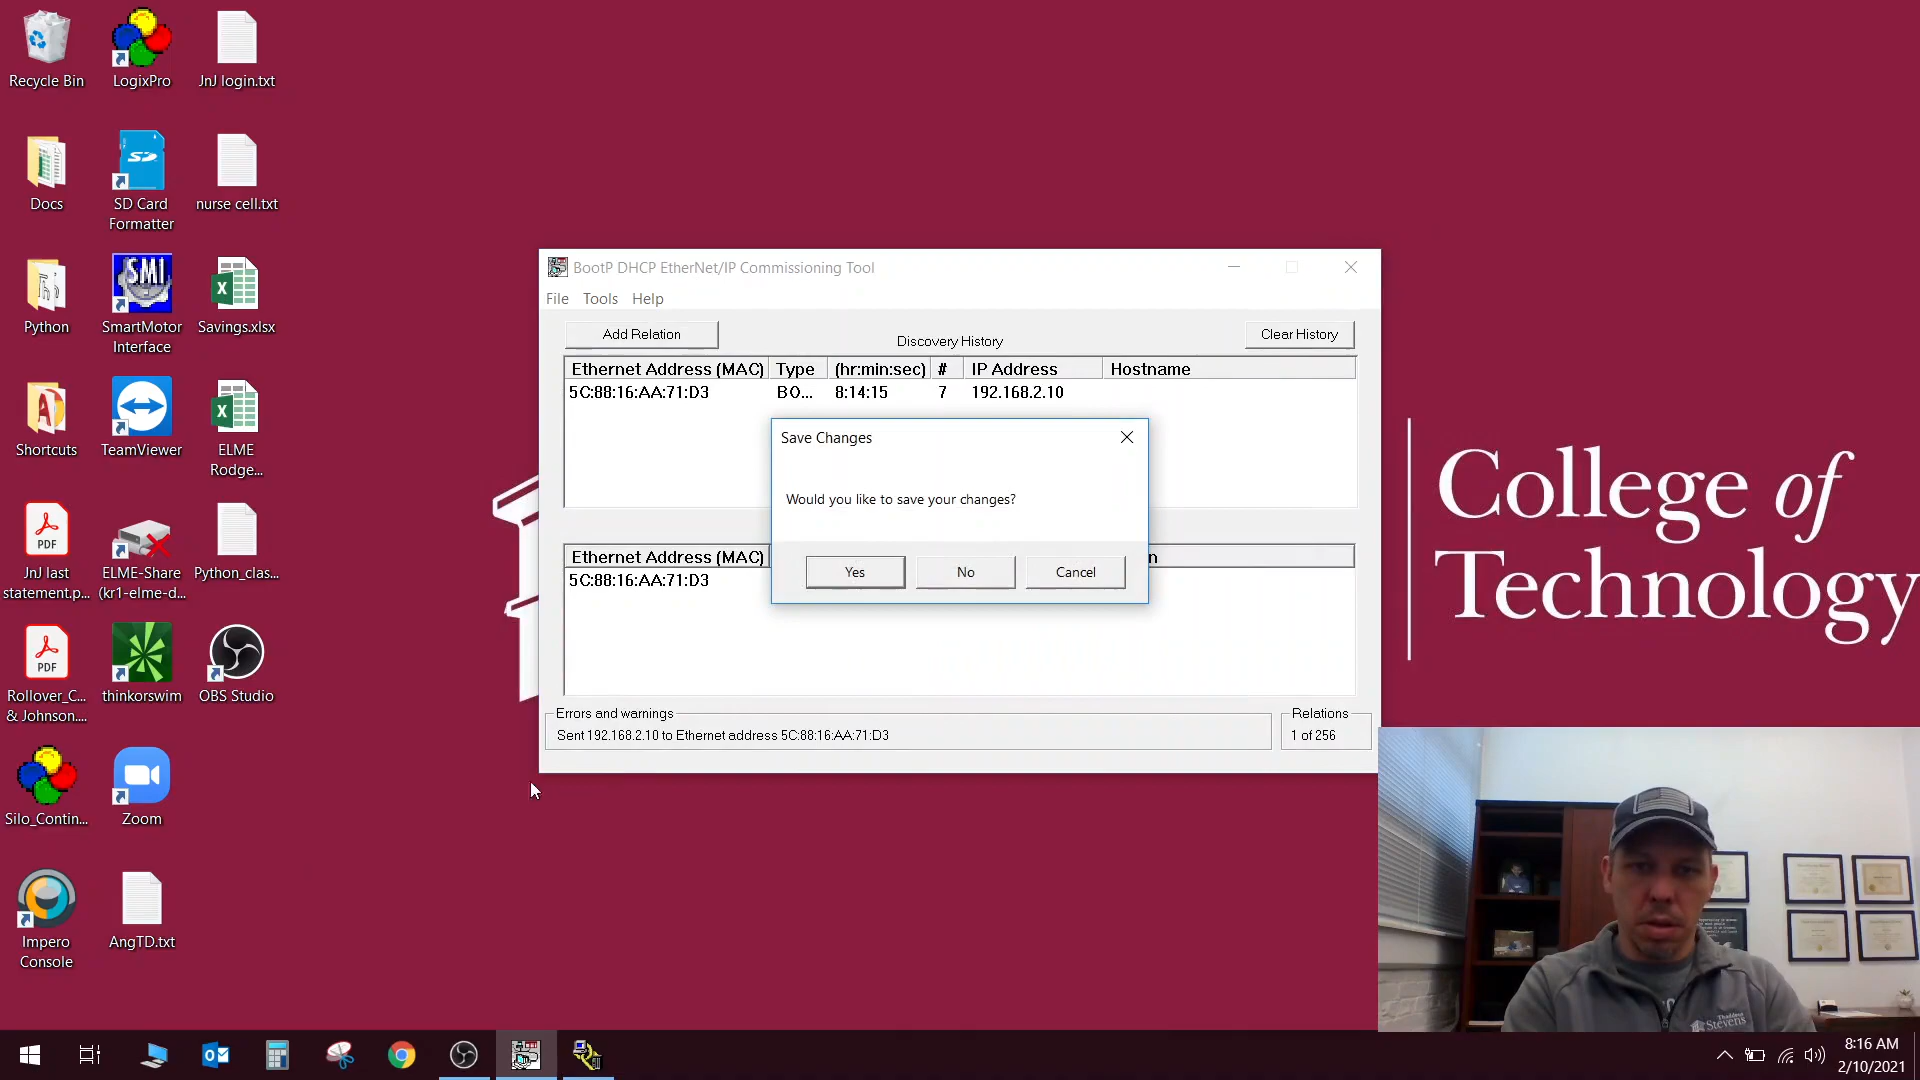 Recycle Bin
LogixPro
JnJ login.txt
Docs
SD Card
Formatter
nurse cell.txt
Python
SmartMotor
Interface
Savings.xlsx
Shortcuts
TeamViewer
ELME
Rodge...
JnJ last
statement.p...
ELME-Share
(kr1-elme-d...
Python_clas...
Rollover_C...
& Johnson....
thinkorswim
OBS Studio
Silo_Contin...
Zoom
Impero
Console
AngTD.txt
BootP DHCP EtherNet/IP Commissioning Tool
File Tools Help
Add Relation
Discovery History
Clear History
Ethernet Address (MAC) Type (hr:min:sec) # IP Address Hostname
5C:88:16:AA:71:D3 BO... 8:14:15 7 192.168.2.10
Save Changes
Would you like to save your changes?
Yes No Cancel
Ethernet Address (MAC)
5C:88:16:AA:71:D3
Errors and warnings
Sent 192.168.2.10 to Ethernet address 5C:88:16:AA:71:D3
Relations
1 of 256
College of
Technology
Thaddeus
Stevens
8:16 AM
2/10/2021
PDF
PDF
SD
SMI